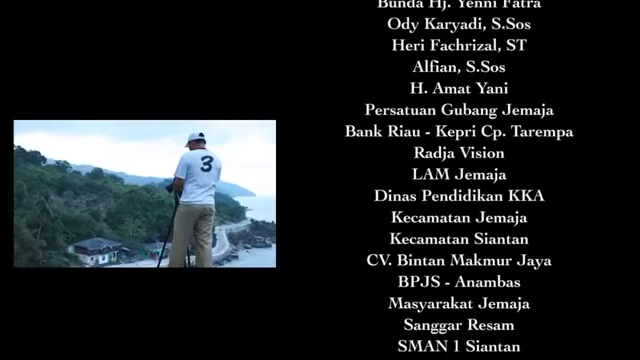 Bunda Hj. Yenni Fatra
Ody Karyadi, S.Sos
Heri Fachrizal, ST
Alfian, S.Sos
H. Amat Yani
Persatuan Gubang Jemaja
Bank Riau - Kepri Cp. Tarempa
Radja Vision
LAM Jemaja
Dinas Pendidikan KKA
Kecamatan Jemaja
Kecamatan Siantan
CV. Bintan Makmur Jaya
BPJS - Anambas
Masyarakat Jemaja
Sanggar Resam
SMAN 1 Siantan
3